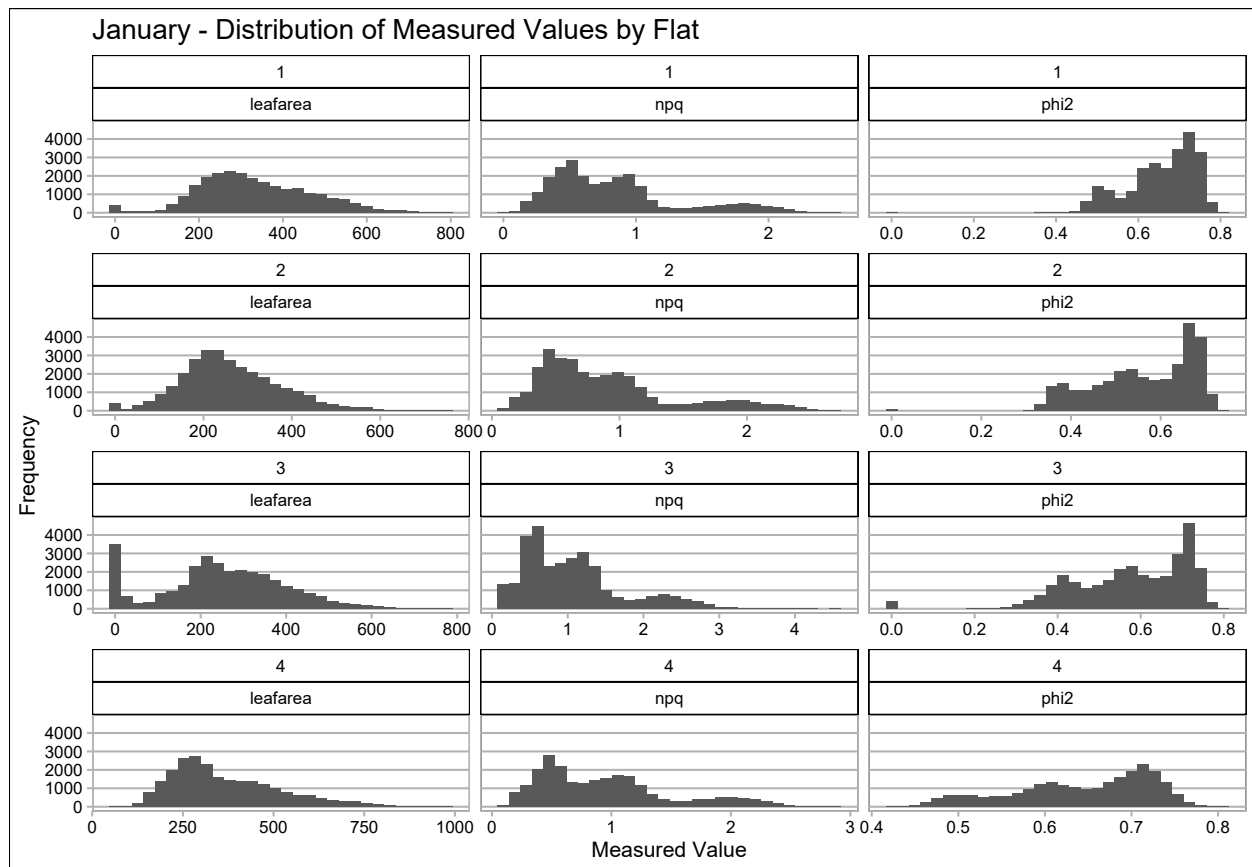 January - Distribution of Measured Values by Flat
1 1 1
leafarea npq phi2
4000
3000
2000
1000
0
0 200 400 600 800 0 1 2 0.0 0.2 0.4 0.6 0.8
2 2 2
leafarea npq phi2
4000
3000
2000
1000
0
0 200 400 600 800 0 1 2 0.0 0.2 0.4 0.6
3 3 3
leafarea npq phi2
4000
3000
2000
1000
0
0 200 400 600 800 0 1 2 3 4 0.0 0.2 0.4 0.6 0.8
4 4 4
leafarea npq phi2
4000
3000
2000
1000
0
0 250 500 750 1000 0 1 2 3 0.4 0.5 0.6 0.7 0.8
Frequency
Measured Value